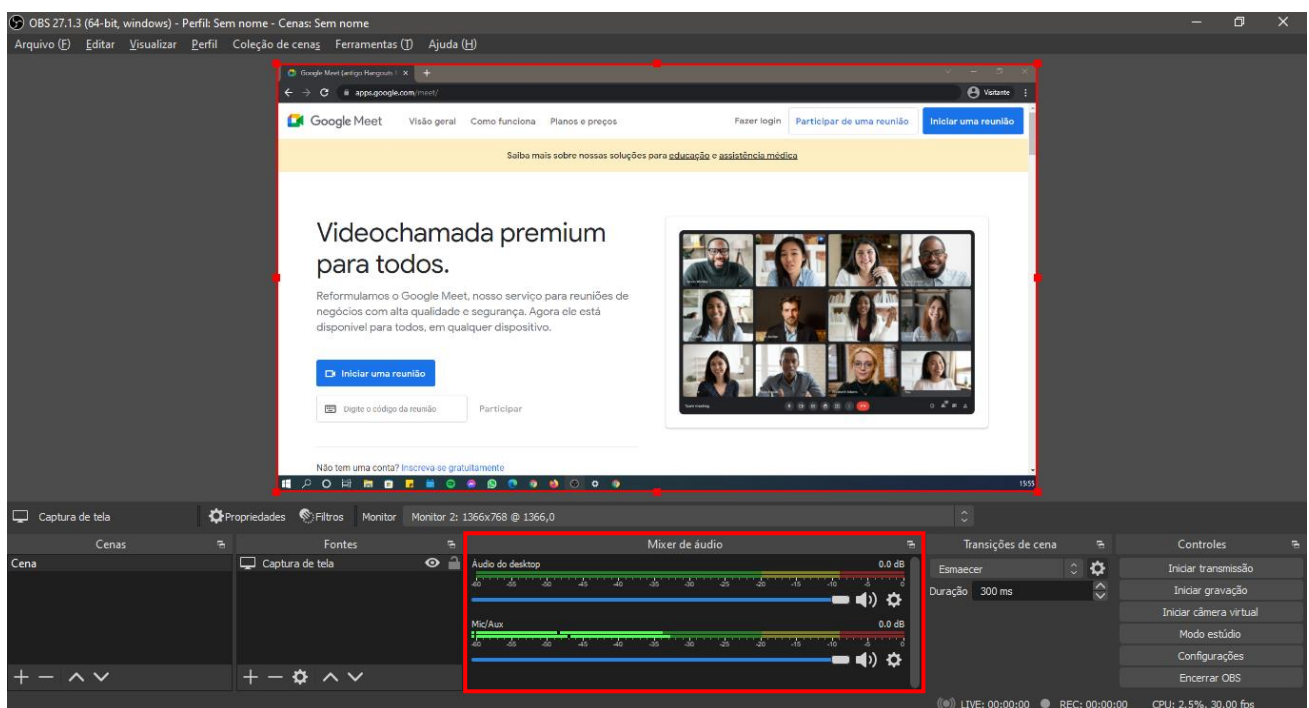 OBS 27.1.3 (64-bit, windows) - Perfil: Sem nome - Cenas: Sem nome
Arquivo (F) Editar Visualizar Perfil Coleção de cenas Ferramentas (T) Ajuda (H)
Google Meet (antigo Hangouts
apps.google.com/meet/ Visitante
Google Meet Visão geral Como funciona Planos e preços Fazer login Participar de uma reunião Iniciar uma reunião
Saiba mais sobre nossas soluções para educação e assistência médica
Videochamada premium
para todos.
Reformulamos o Google Meet, nosso serviço para reuniões de
negócios com alta qualidade e segurança. Agora ele está
disponível para todos, em qualquer dispositivo.
Iniciar uma reunião
Digite o código da reunião Participar
Team meeting
Não tem uma conta? Inscreva-se gratuitamente
15:55
Captura de tela Propriedades Filtros Monitor Monitor 2: 1366x768 @ 1366,0
Cenas Fontes Mixer de áudio Transições de cena Controles
Cena Captura de tela Áudio do desktop 0.0 dB Esmaecer Iniciar transmissão
-60 -55 -50 -45 -40 -35 -30 -25 -20 -15 -10 -5 0
Duração 300 ms Iniciar gravação
Iniciar câmera virtual
Mic/Aux 0.0 dB
Modo estúdio
-60 -55 -50 -45 -40 -35 -30 -25 -20 -15 -10 -5 0
Configurações
Encerrar OBS
LIVE: 00:00:00 REC: 00:00:00 CPU: 2.5%, 30.00 fps